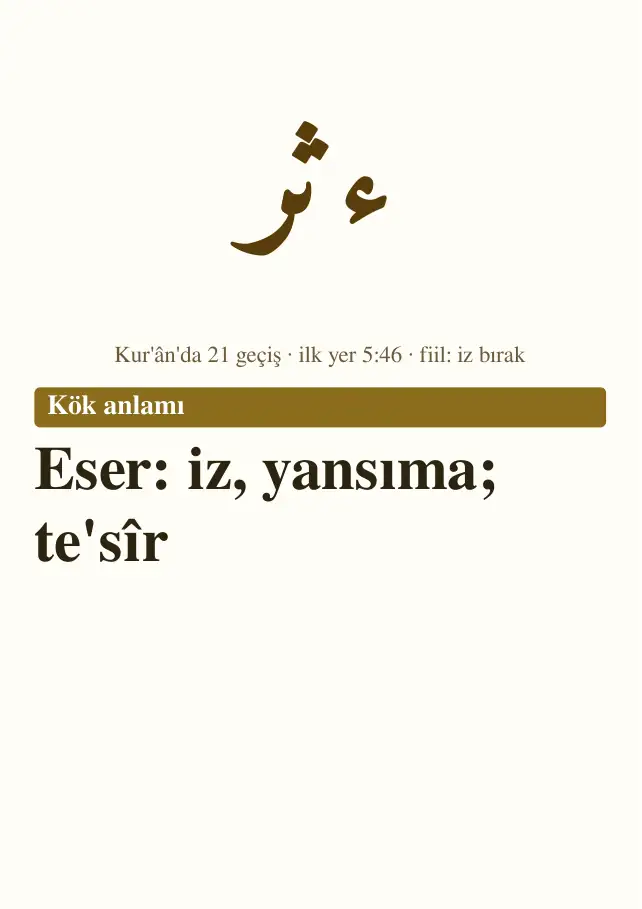 ء ثر
Kur'ân'da 21 geçiş · ilk yer 5:46 · fiil: iz bırak
Kök anlamı
Eser: iz, yansıma;
te'sîr